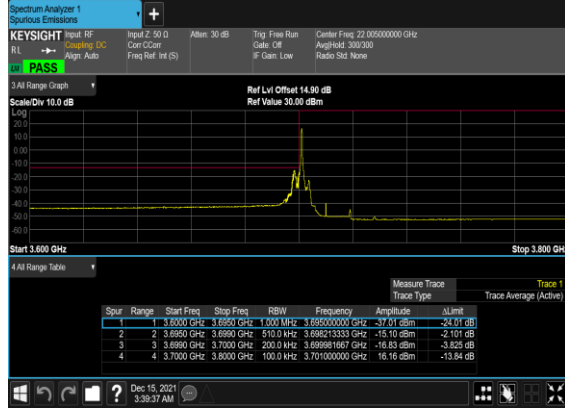 Spectrum Analyzer 1
Spurious Emissions
+
KEYSIGHT Input: RF Input Z: 50 Ω Atten: 30 dB Trig: Free Run Center Freq: 22.005000000 GHz
RL Coupling: DC Corr CCorr Gate: Off Avg|Hold: 300/300
Align: Auto Freq Ref: Int (S) IF Gain: Low Radio Std: None
PASS
3 All Range Graph
Ref Lvl Offset 14.90 dB
Scale/Div 10.0 dB Ref Value 30.00 dBm
Log
20.0
10.0
0.00
-10.0
-20.0
-30.0
-40.0
-50.0
-60.0
Start 3.600 GHz Stop 3.800 GH
4 All Range Table
Measure Trace Trace 1
Trace Type Trace Average (Active)
Spur Range Start Freq Stop Freq RBW Frequency Amplitude ΔLimit
1 1 3.6000 GHz 3.6950 GHz 1.000 MHz 3.695000000 GHz -37.01 dBm -24.01 dB
2 2 3.6950 GHz 3.6990 GHz 510.0 kHz 3.698213333 GHz -15.10 dBm -2.101 dB
3 3 3.6990 GHz 3.7000 GHz 200.0 kHz 3.699981667 GHz -16.83 dBm -3.825 dB
4 4 3.7000 GHz 3.8000 GHz 100.0 kHz 3.701000000 GHz 16.16 dBm -13.84 dB
? Dec 15, 2021
3:39:37 AM